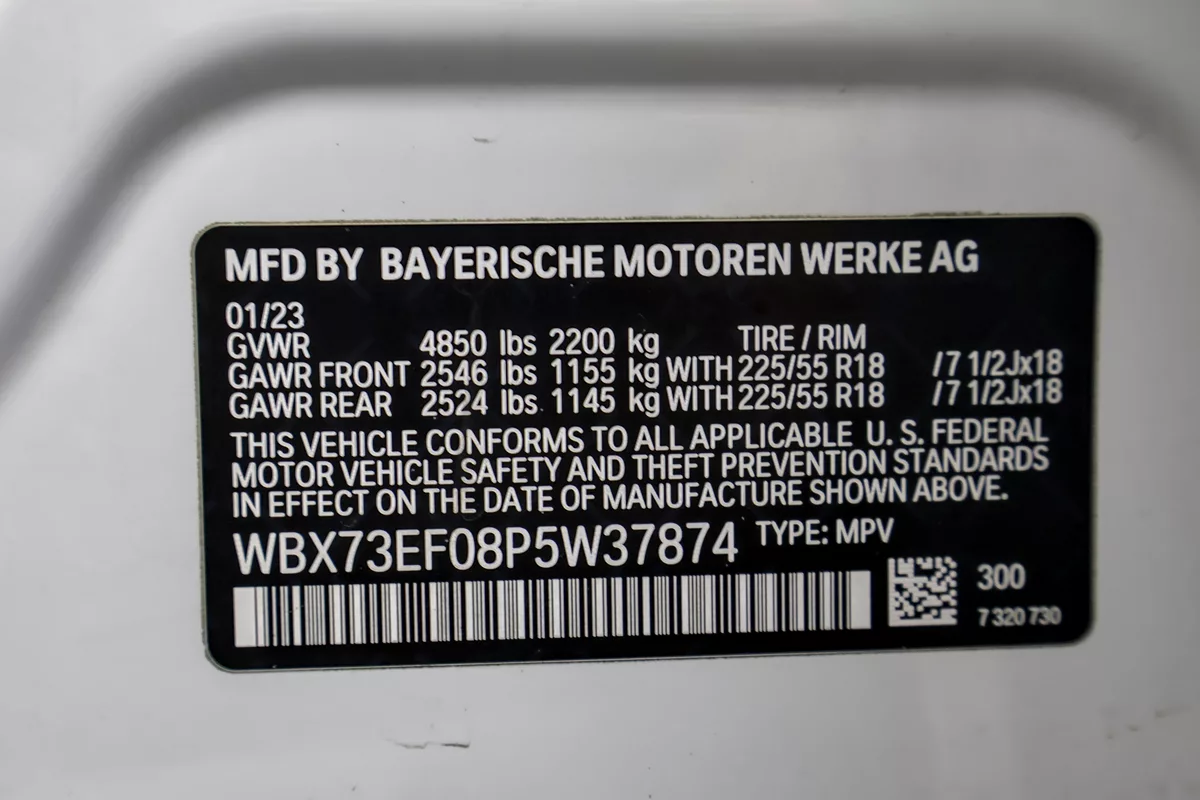 MFD BY BAYERISCHE MOTOREN WERKE AG
01/23
GVWR 4850 lbs 2200 kg TIRE / RIM
GAWR FRONT 2546 lbs 1155 kg WITH 225/55 R18 /7 1/2Jx18
GAWR REAR 2524 lbs 1145 kg WITH 225/55 R18 /7 1/2Jx18
THIS VEHICLE CONFORMS TO ALL APPLICABLE U. S. FEDERAL
MOTOR VEHICLE SAFETY AND THEFT PREVENTION STANDARDS
IN EFFECT ON THE DATE OF MANUFACTURE SHOWN ABOVE.
WBX73EF08P5W37874 TYPE: MPV
300
7 320 730